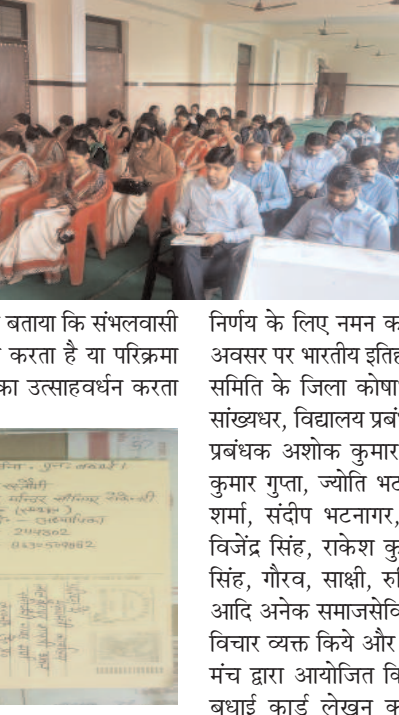 बताया कि संभलवासी
करता है या परिक्रमा
का उत्साहवर्धन करता
निर्णय के लिए नमन क
अवसर पर भारतीय इतिह
समिति के जिला कोषा
सांख्यधर, विद्यालय प्रबं
प्रबंधक अशोक कुमार
कुमार गुप्ता, ज्योति भट
शर्मा, संदीप भटनागर,
विजेंद्र सिंह, राकेश कु
सिंह, गौरव, साक्षी, रु
आदि अनेक समाजसेवि
विचार व्यक्त किये और
मंच द्वारा आयोजित वि
बधाई कार्ड लेखन क